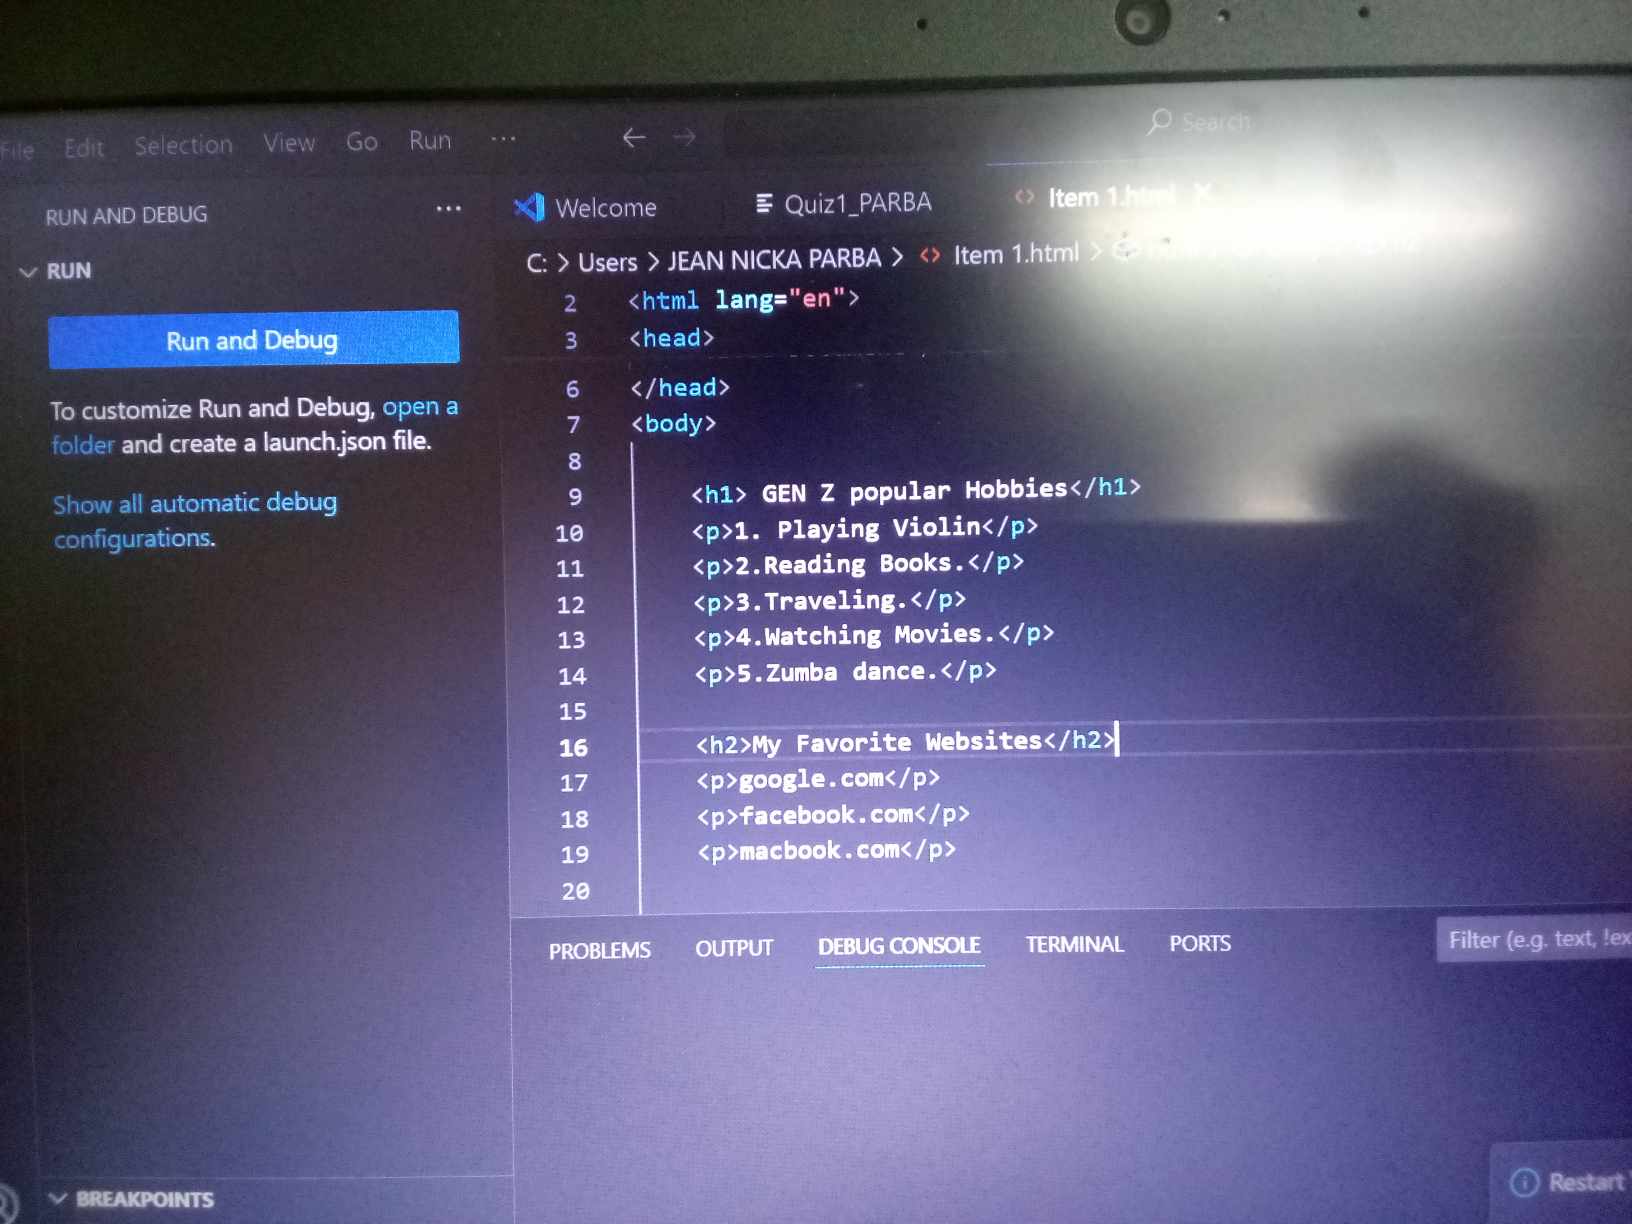 File Edit Selection View Go Run ... Search
RUN AND DEBUG ...
Welcome Quiz1_PARBA Item 1.html
RUN
C: > Users > JEAN NICKA PARBA > Item 1.html >
Run and Debug
To customize Run and Debug, open a
folder and create a launch.json file.
Show all automatic debug
configurations.
2 <html lang="en">
3 <head>
6 </head>
7 <body>
8
9 <h1> GEN Z popular Hobbies</h1>
10 <p>1. Playing Violin</p>
11 <p>2.Reading Books.</p>
12 <p>3.Traveling.</p>
13 <p>4.Watching Movies.</p>
14 <p>5.Zumba dance.</p>
15
16 <h2>My Favorite Websites</h2>
17 <p>google.com</p>
18 <p>facebook.com</p>
19 <p>macbook.com</p>
20
PROBLEMS OUTPUT DEBUG CONSOLE TERMINAL PORTS Filter (e.g. text, !ex
BREAKPOINTS
Restart